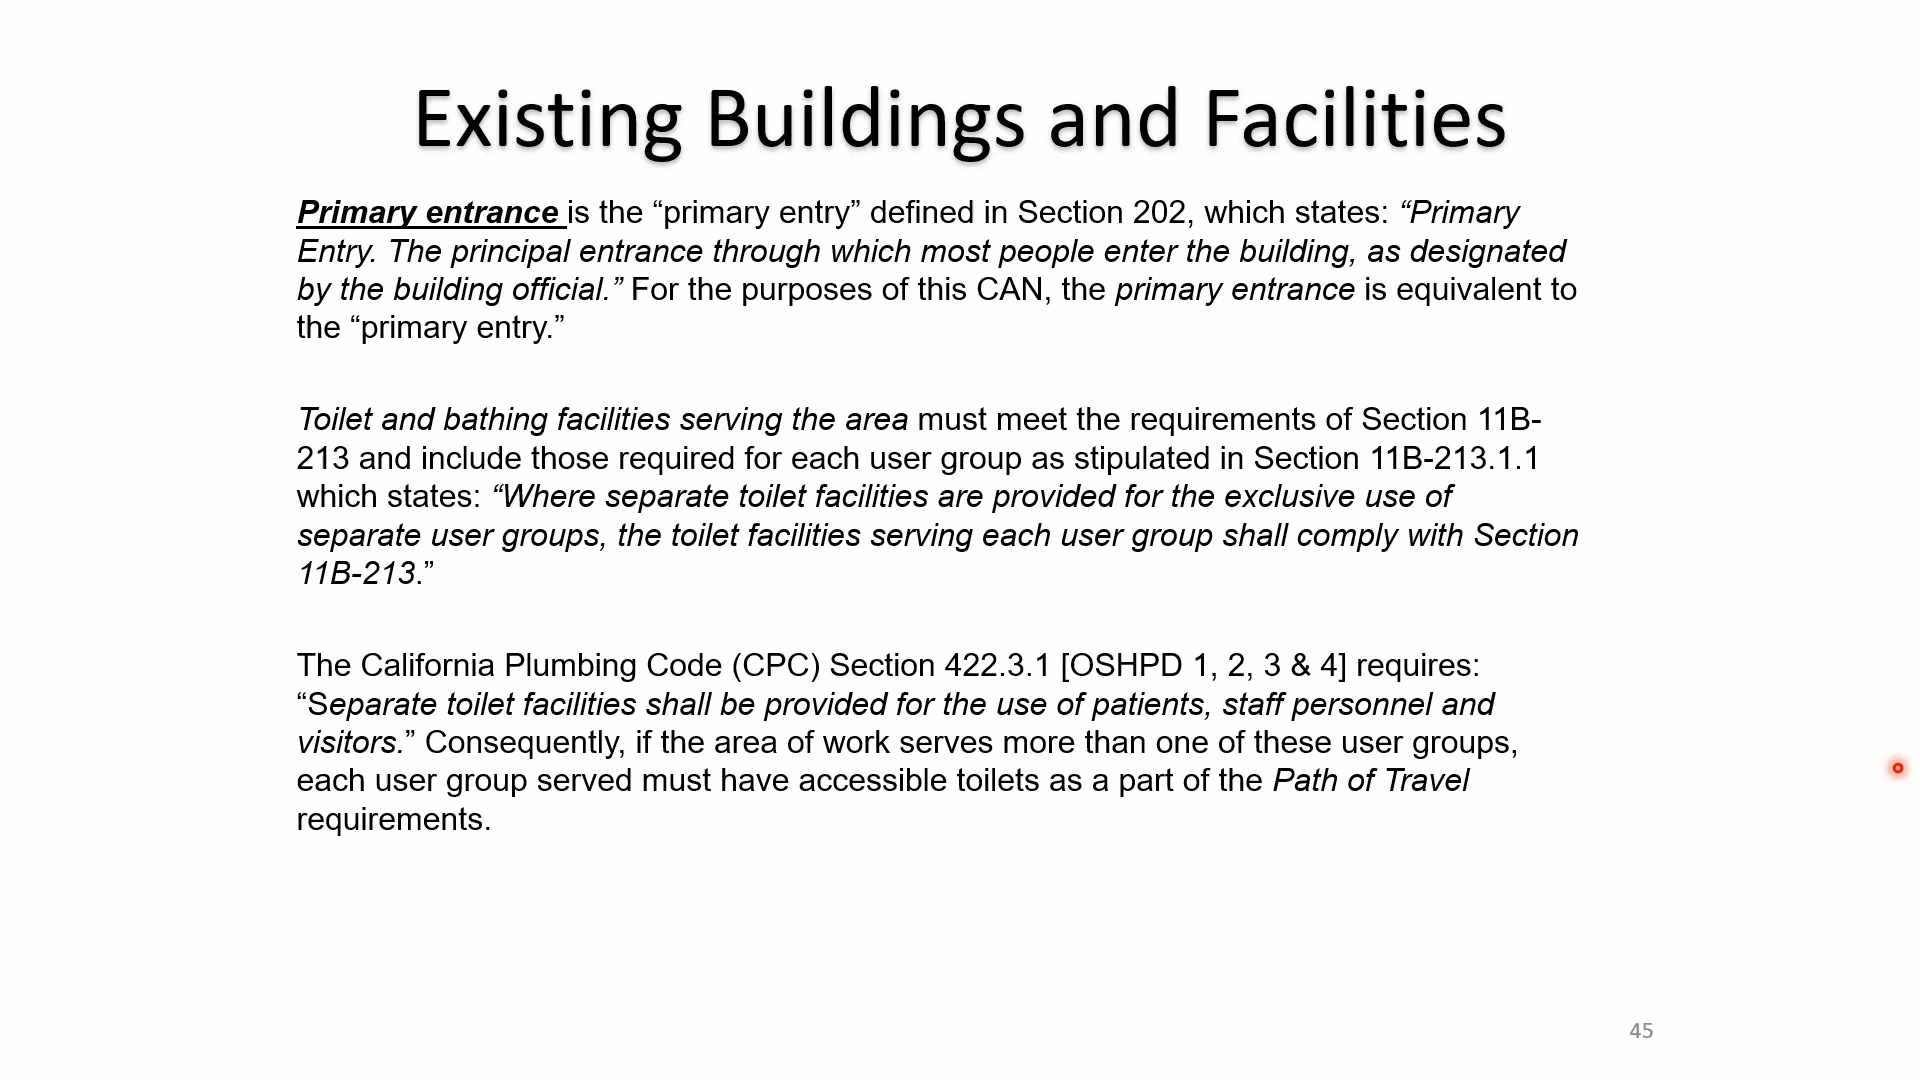 Existing Buildings and Facilities
Primary entrance is the “primary entry” defined in Section 202, which states: “Primary
Entry. The principal entrance through which most people enter the building, as designated
by the building official.” For the purposes of this CAN, the primary entrance is equivalent to
the “primary entry.”
Toilet and bathing facilities serving the area must meet the requirements of Section 11B-
213 and include those required for each user group as stipulated in Section 11B-213.1.1
which states: “Where separate toilet facilities are provided for the exclusive use of
separate user groups, the toilet facilities serving each user group shall comply with Section
11B-213.”
The California Plumbing Code (CPC) Section 422.3.1 [OSHPD 1, 2, 3 & 4] requires:
“Separate toilet facilities shall be provided for the use of patients, staff personnel and
visitors.” Consequently, if the area of work serves more than one of these user groups,
each user group served must have accessible toilets as a part of the Path of Travel
requirements.
45